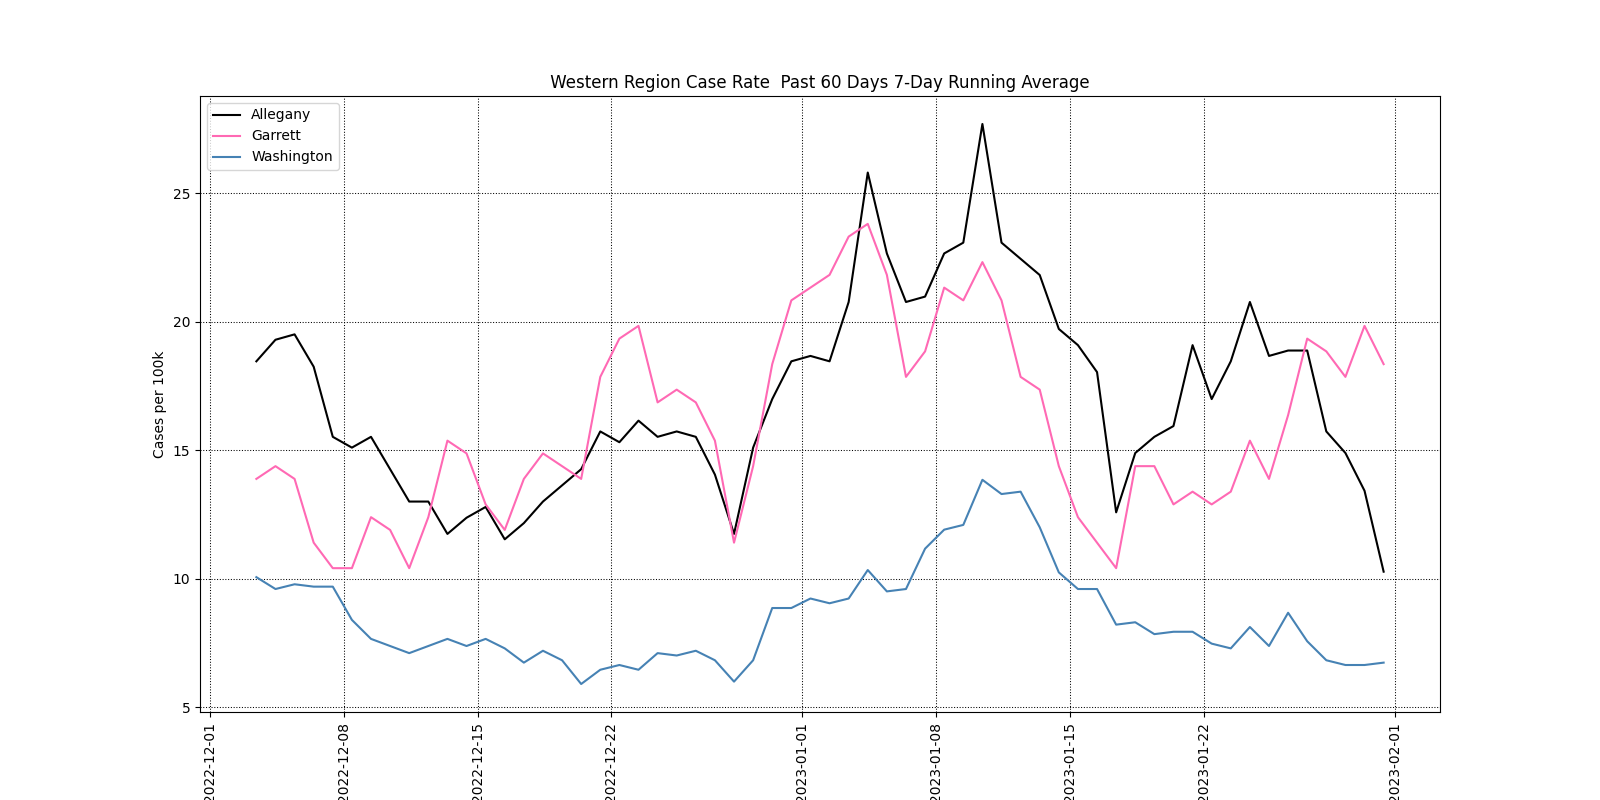 Western Region Case Rate  Past 60 Days 7-Day Running Average
Allegany
Garrett
Washington
Cases per 100k
25
20
15
10
5
2022-12-01
2022-12-08
2022-12-15
2022-12-22
2023-01-01
2023-01-08
2023-01-15
2023-01-22
2023-02-01